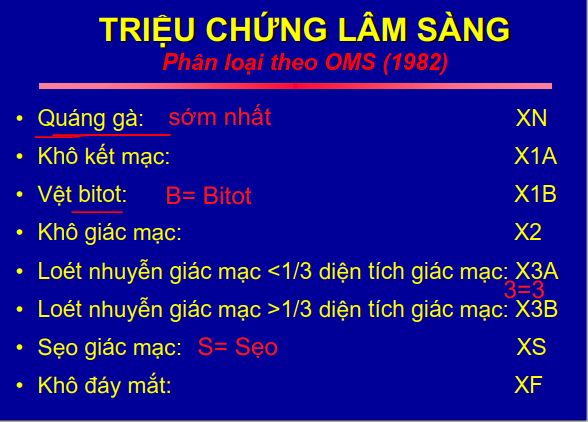 TRIỆU CHỨNG LÂM SÀNG
Phân loại theo OMS (1982)
• Quáng gà: sớm nhất XN
• Khô kết mạc: X1A
• Vệt bitot: B= Bitot X1B
• Khô giác mạc: X2
• Loét nhuyễn giác mạc <1/3 diện tích giác mạc: X3A
3=3
• Loét nhuyễn giác mạc >1/3 diện tích giác mạc: X3B
• Sẹo giác mạc: S= Sẹo XS
• Khô đáy mắt: XF